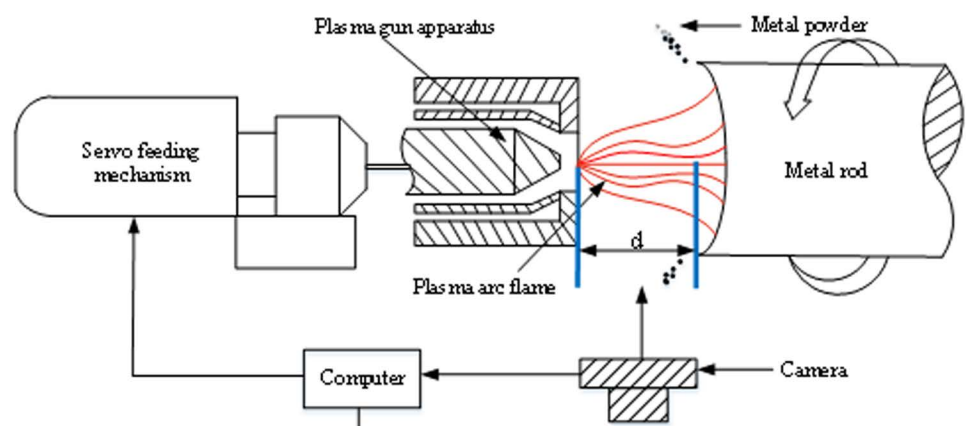 Plasma gun apparatus
Metal powder
Servo feeding
mechanism
Metal rod
d
Plasma arc flame
Computer
Camera